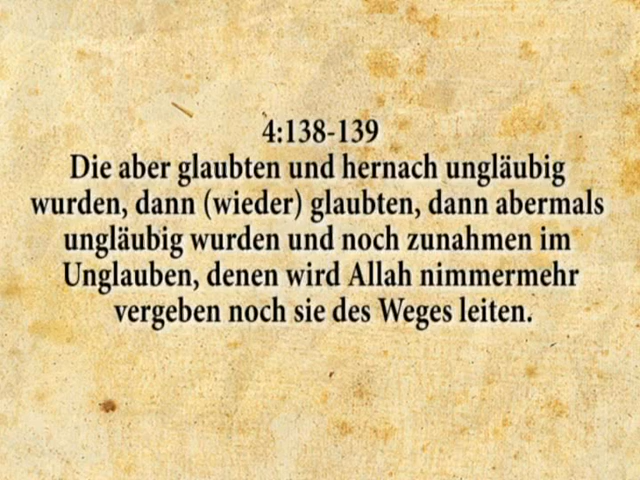 4:138-139
Die aber glaubten und hernach ungläubig
wurden, dann (wieder) glaubten, dann abermals
ungläubig wurden und noch zunahmen im
Unglauben, denen wird Allah nimmermehr
vergeben noch sie des Weges leiten.